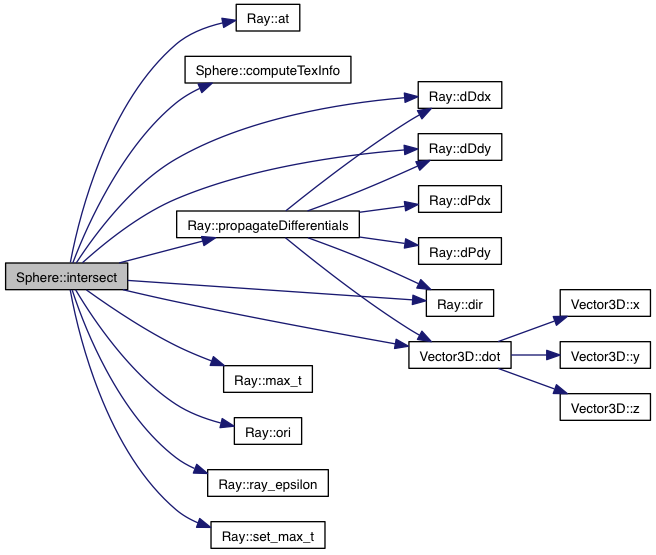 Ray::at
Sphere::computeTexInfo
Ray::dDdx
Ray::dDdy
Ray::dPdx
Ray::propagateDifferentials
Ray::dPdy
Sphere::intersect
Ray::dir
Vector3D::x
Vector3D::dot
Vector3D::y
Ray::max_t
Vector3D::z
Ray::ori
Ray::ray_epsilon
Ray::set_max_t